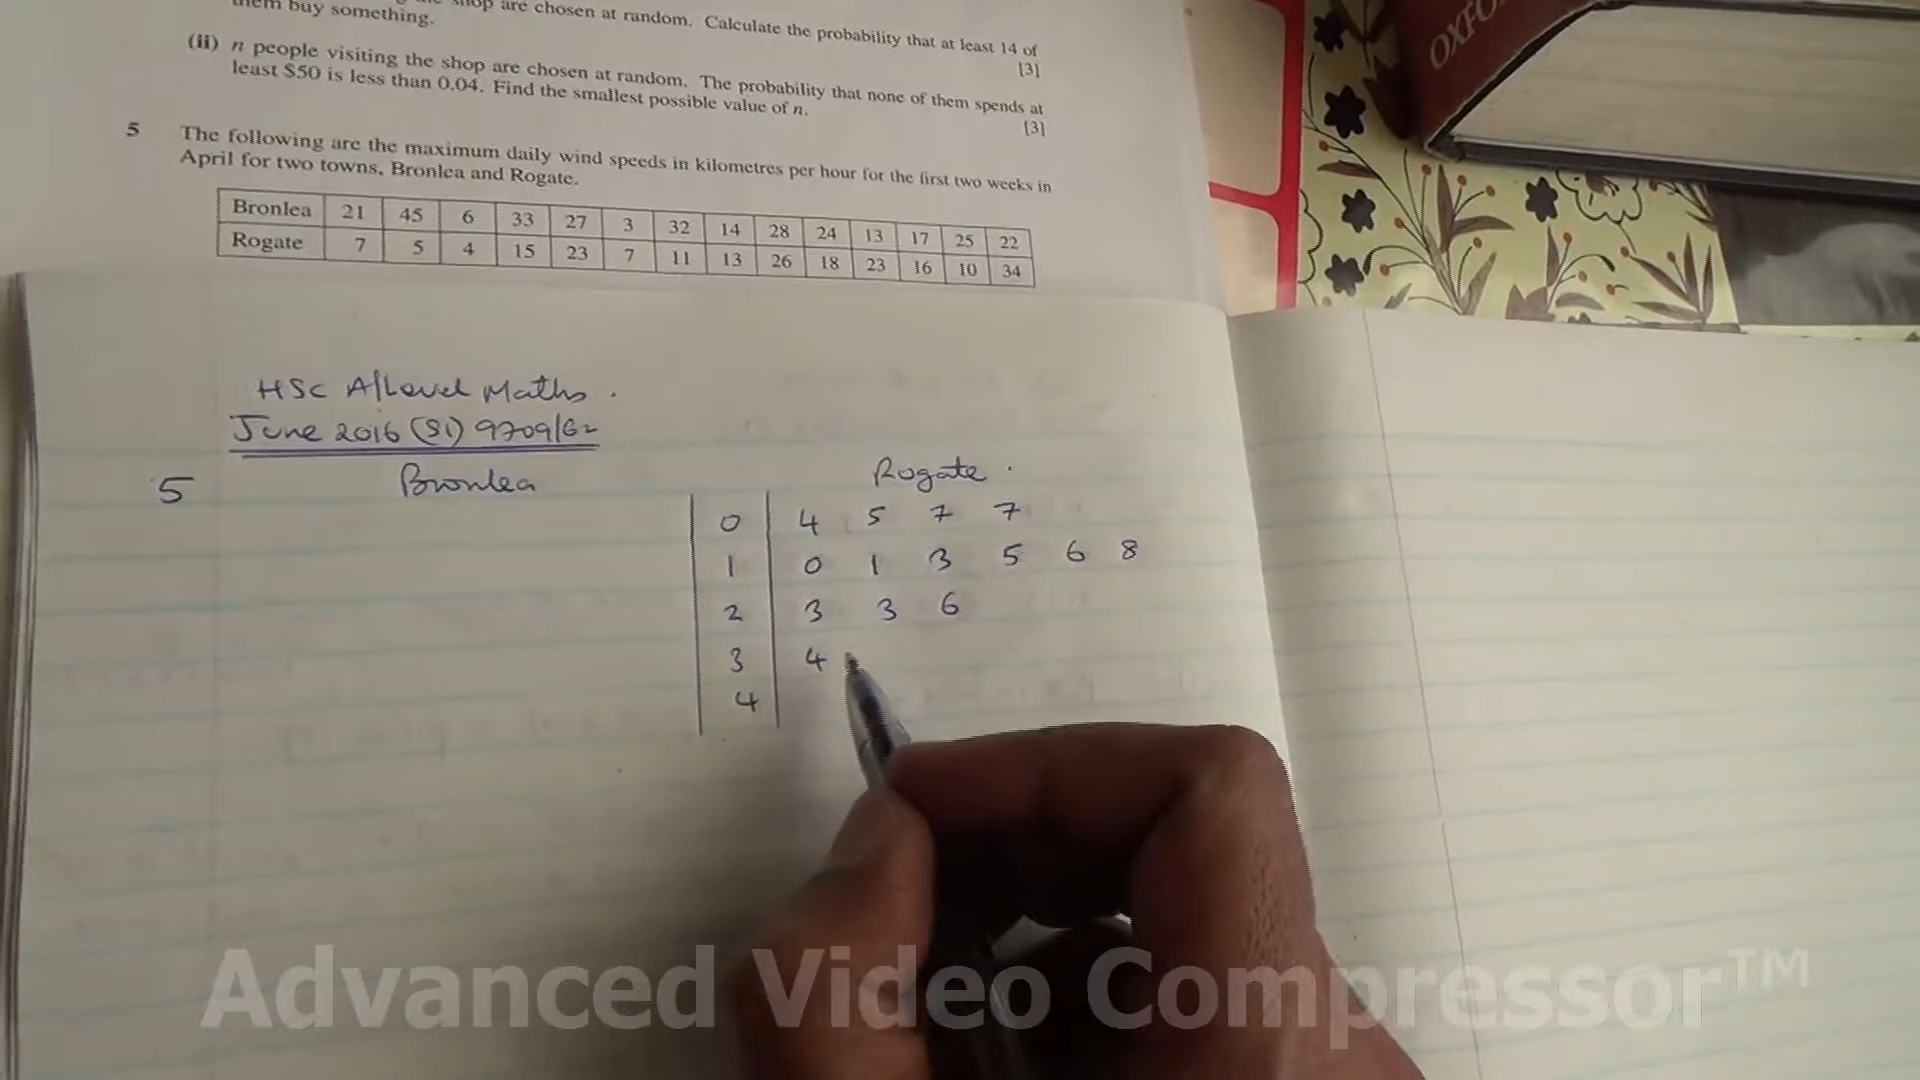 shop are chosen at random. Calculate the probability that at least 14 of
them buy something.
[3]
(ii) n people visiting the shop are chosen at random. The probability that none of them spends at
least $50 is less than 0.04. Find the smallest possible value of n.
[3]
5 The following are the maximum daily wind speeds in kilometres per hour for the first two weeks in
April for two towns, Bronlea and Rogate.
Bronlea 21 45 6 33 27 3 32 14 28 24 13 17 25 22
Rogate 7 5 4 15 23 7 11 13 26 18 23 16 10 34
OXFO
HSC A/Level Maths.
June 2016 (S1) 9709/62
5 Bronlea Rogate.
0 4 5 7 7
1 0 1 3 5 6 8
2 3 3 6
3 4
4
Advanced Video Compressor™